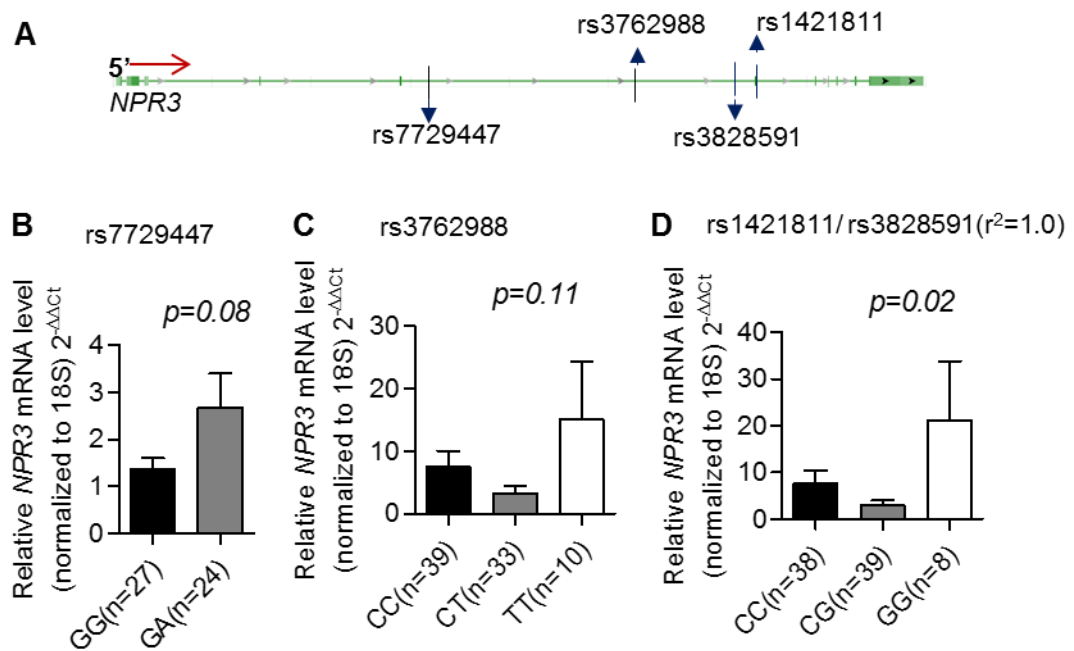 A
rs3762988
rs1421811
5’
NPR3
rs7729447
rs3828591
B
rs7729447
Relative NPR3 mRNA level
(normalized to 18S) 2-ΔΔCt
p=0.08
4
3
2
1
0
GG(n=27)
GA(n=24)
C
rs3762988
Relative NPR3 mRNA level
(normalized to 18S) 2-ΔΔCt
p=0.11
30
20
10
0
CC(n=39)
CT(n=33)
TT(n=10)
D
rs1421811/rs3828591(r²=1.0)
Relative NPR3 mRNA level
(normalized to 18S) 2-ΔΔCt
p=0.02
40
30
20
10
0
CC(n=38)
CG(n=39)
GG(n=8)